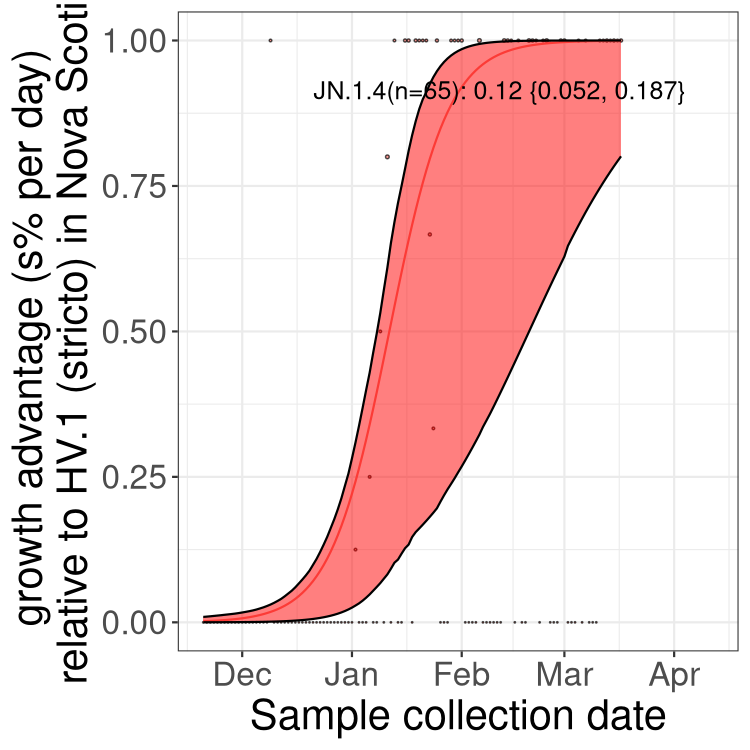 growth advantage (s% per day)
relative to HV.1 (stricto) in Nova Scoti
1.00
0.75
0.50
0.25
0.00
JN.1.4(n=65): 0.12 {0.052, 0.187}
Dec Jan Feb Mar Apr
Sample collection date